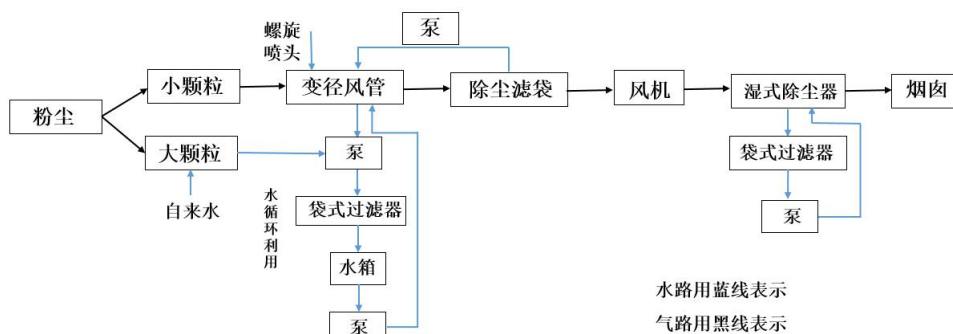 螺旋
喷头
泵
粉尘
小颗粒
变径风管
除尘滤袋
风机
湿式除尘器
烟囱
大颗粒
泵
袋式过滤器
自来水
水循环利用
袋式过滤器
泵
水箱
泵
水路用蓝线表示
气路用黑线表示